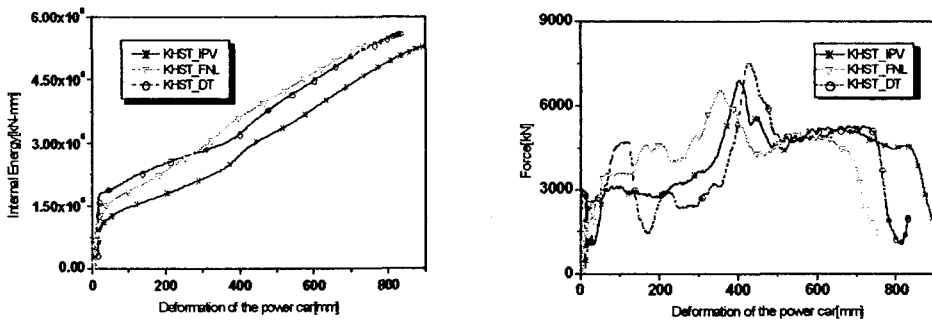 6.00x10⁶
4.50x10⁶
3.00x10⁶
1.50x10⁶
0.00
Internal Energy[kN-mm]
KHST_IPV
KHST_FNL
KHST_DT
0 200 400 600 800
Deformation of the power car[mm]
9000
6000
3000
0
Force[kN]
KHST_IPV
KHST_FNL
KHST_DT
0 200 400 600 800
Deformation of the power car[mm]